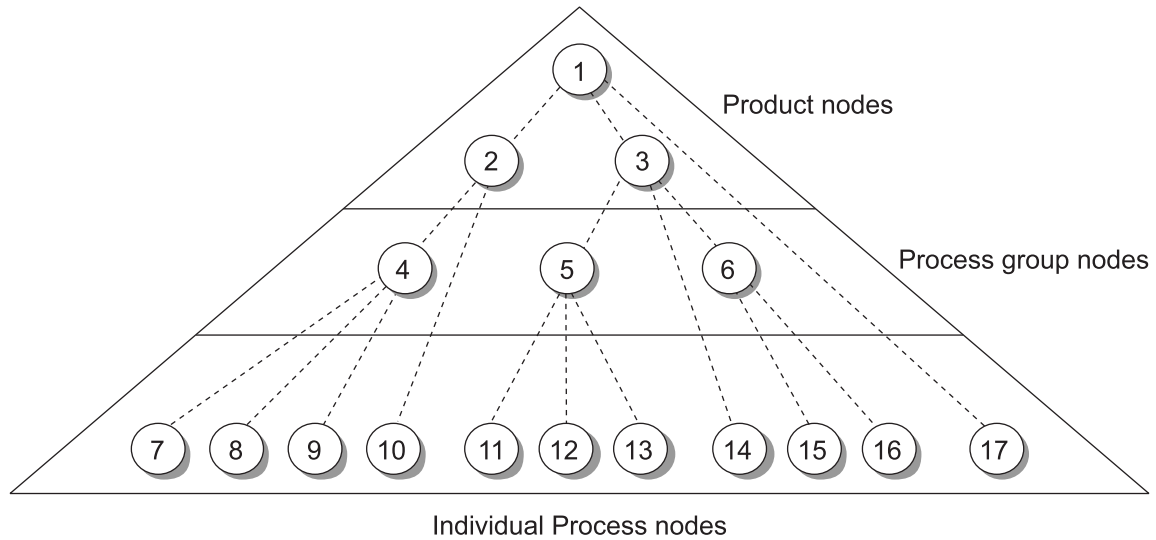 1
Product nodes
2 3
Process group nodes
4 5 6
7 8 9 10 11 12 13 14 15 16 17
Individual Process nodes